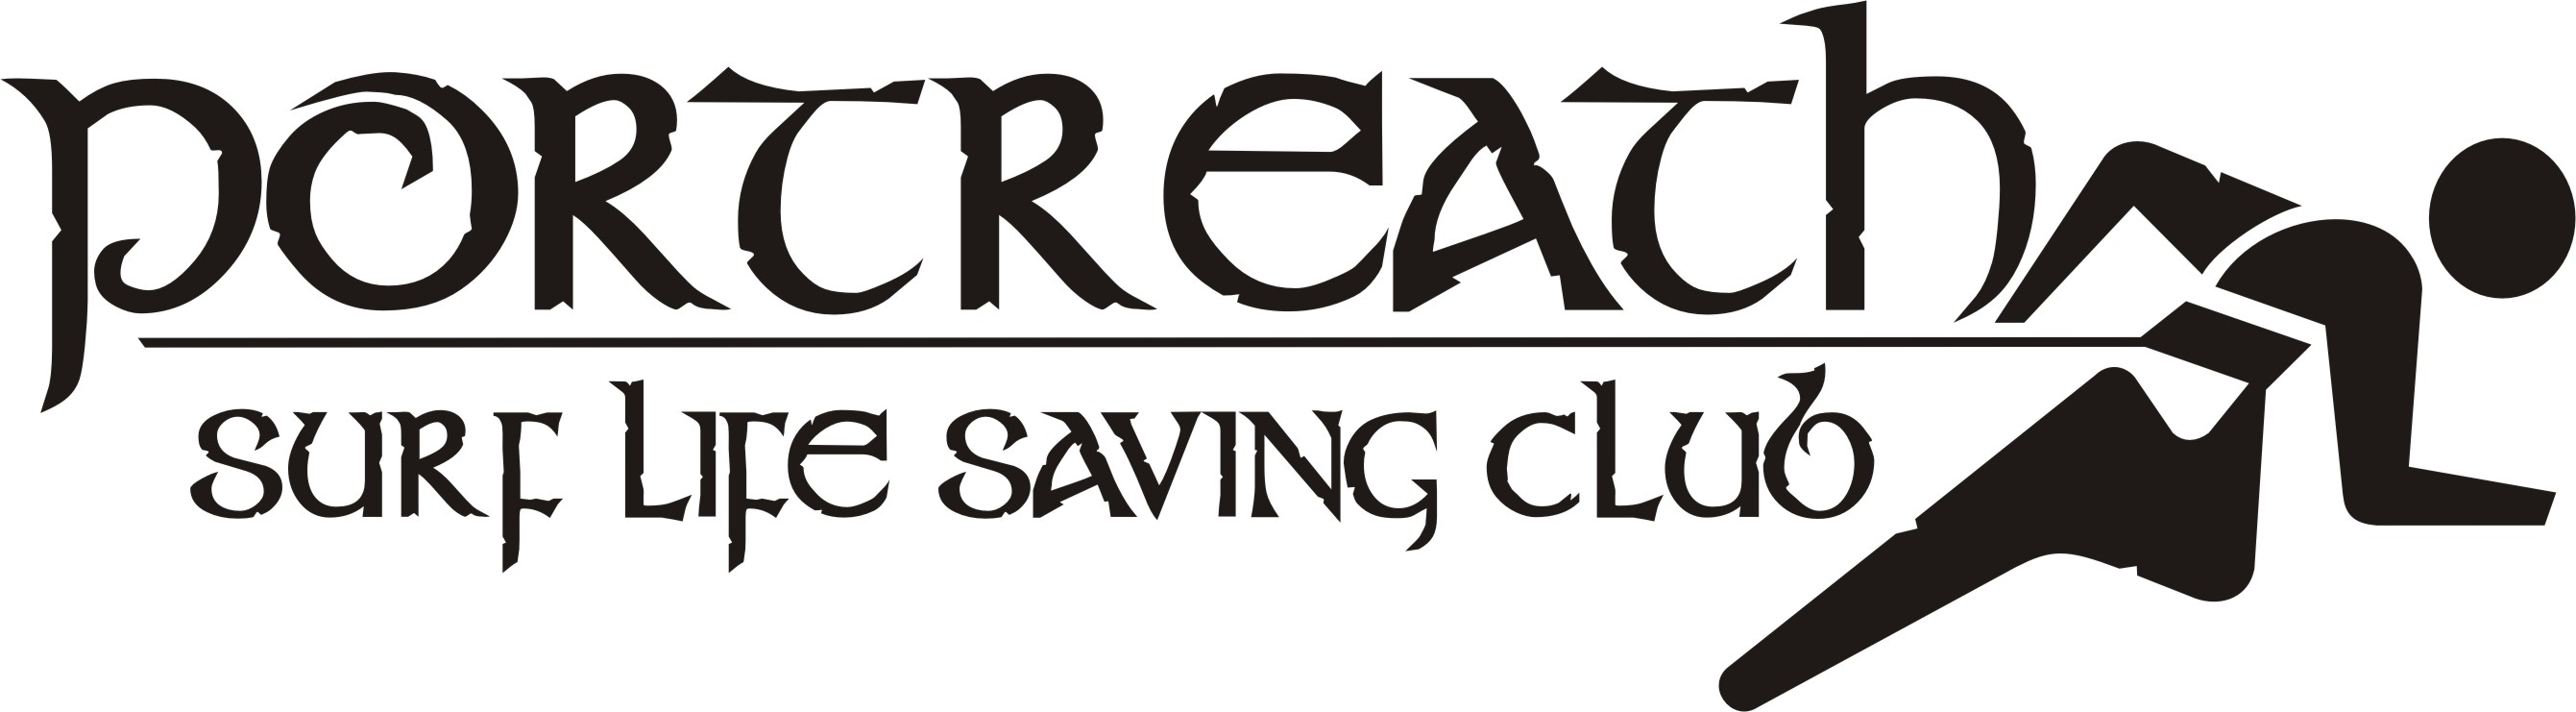 PORTREATH
SURF LIFE SAVING CLUB